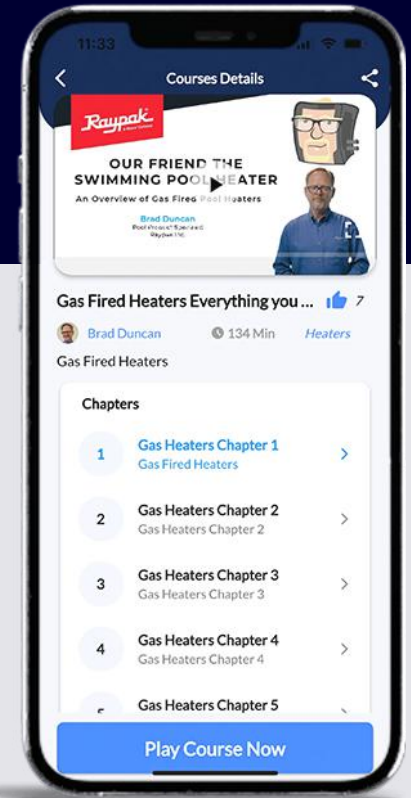 11:33
Courses Details
Raypak
OUR FRIEND THE
SWIMMING POOL HEATER
An Overview of Gas Fired Pool Heaters
Brad Duncan
Gas Fired Heaters Everything you ... 7
Brad Duncan 134 Min Heaters
Gas Fired Heaters
Chapters
1 Gas Heaters Chapter 1
Gas Fired Heaters
2 Gas Heaters Chapter 2
Gas Heaters Chapter 2
3 Gas Heaters Chapter 3
Gas Heaters Chapter 3
4 Gas Heaters Chapter 4
Gas Heaters Chapter 4
Gas Heaters Chapter 5
Play Course Now